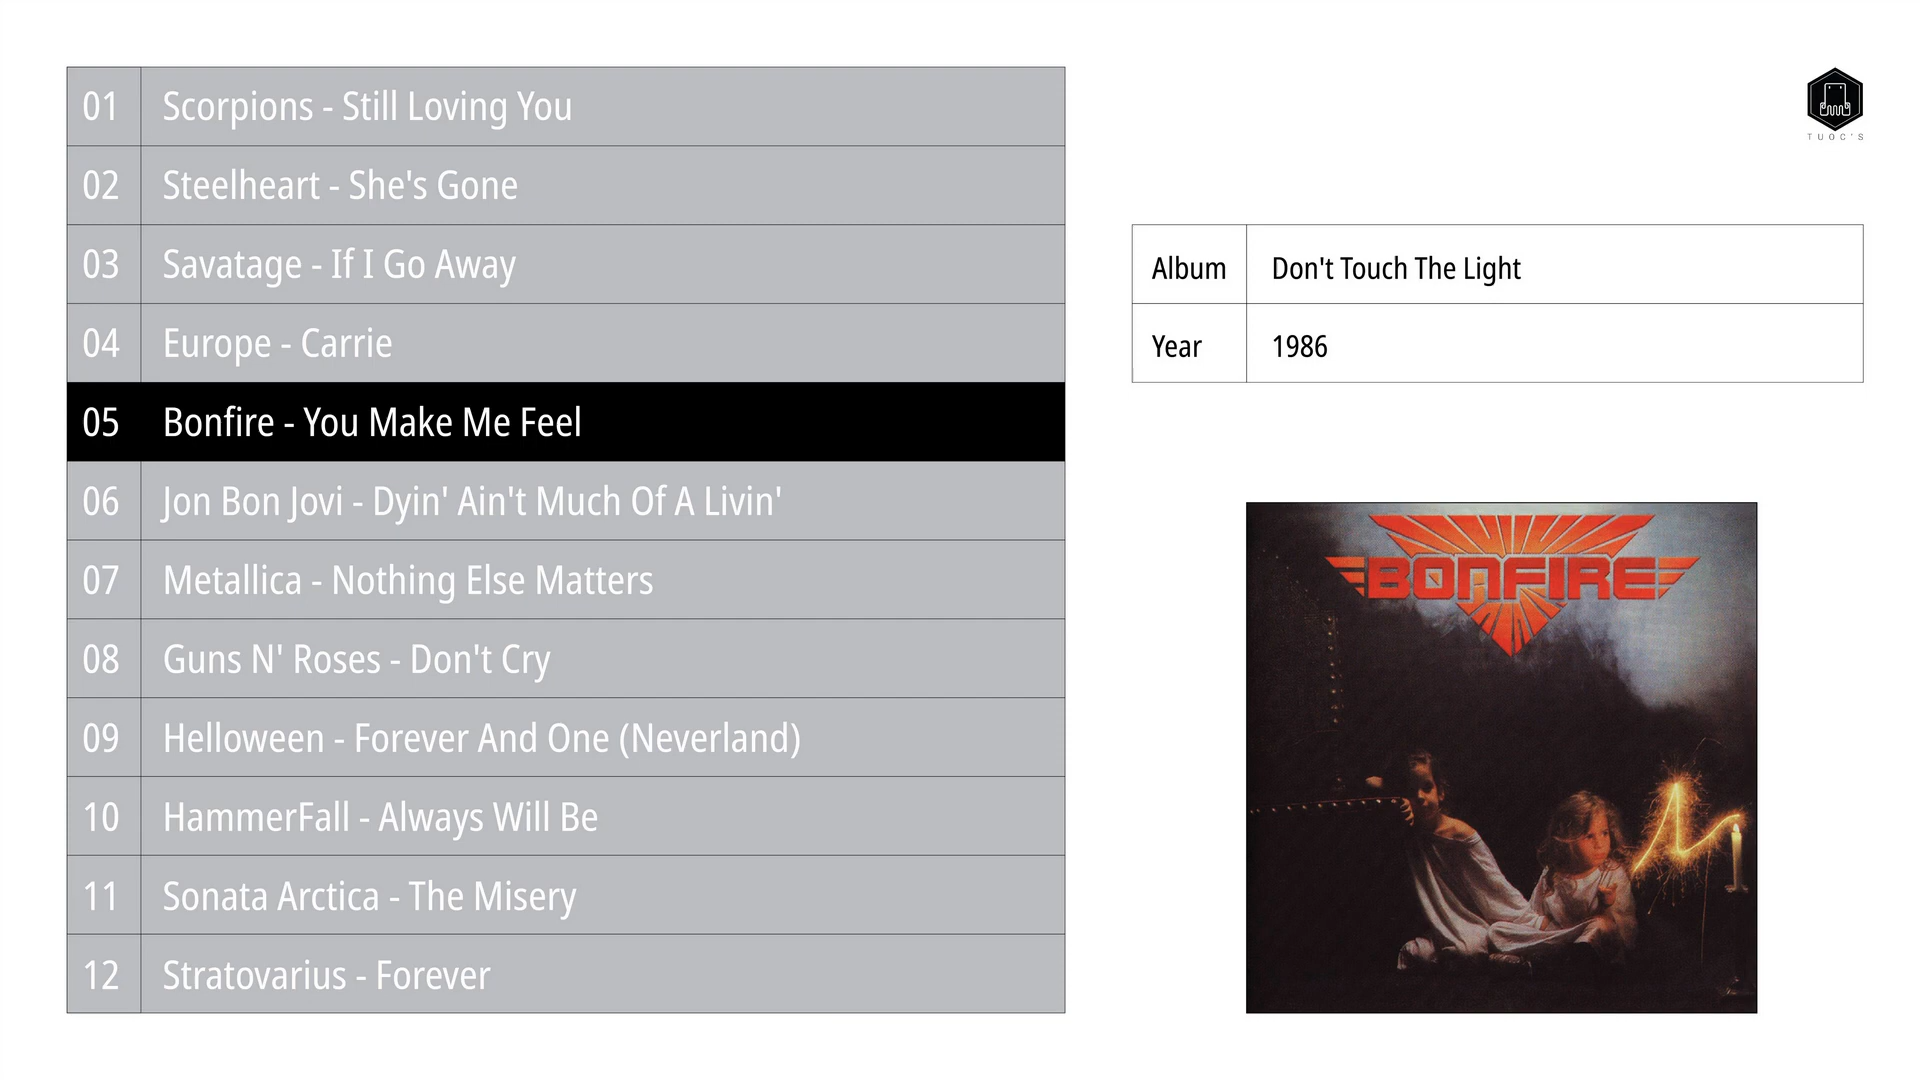 01 Scorpions - Still Loving You
02 Steelheart - She's Gone
03 Savatage - If I Go Away
04 Europe - Carrie
05 Bonfire - You Make Me Feel
06 Jon Bon Jovi - Dyin' Ain't Much Of A Livin'
07 Metallica - Nothing Else Matters
08 Guns N' Roses - Don't Cry
09 Helloween - Forever And One (Neverland)
10 HammerFall - Always Will Be
11 Sonata Arctica - The Misery
12 Stratovarius - Forever
TUOC'S
Album Don't Touch The Light
Year 1986
BONFIRE